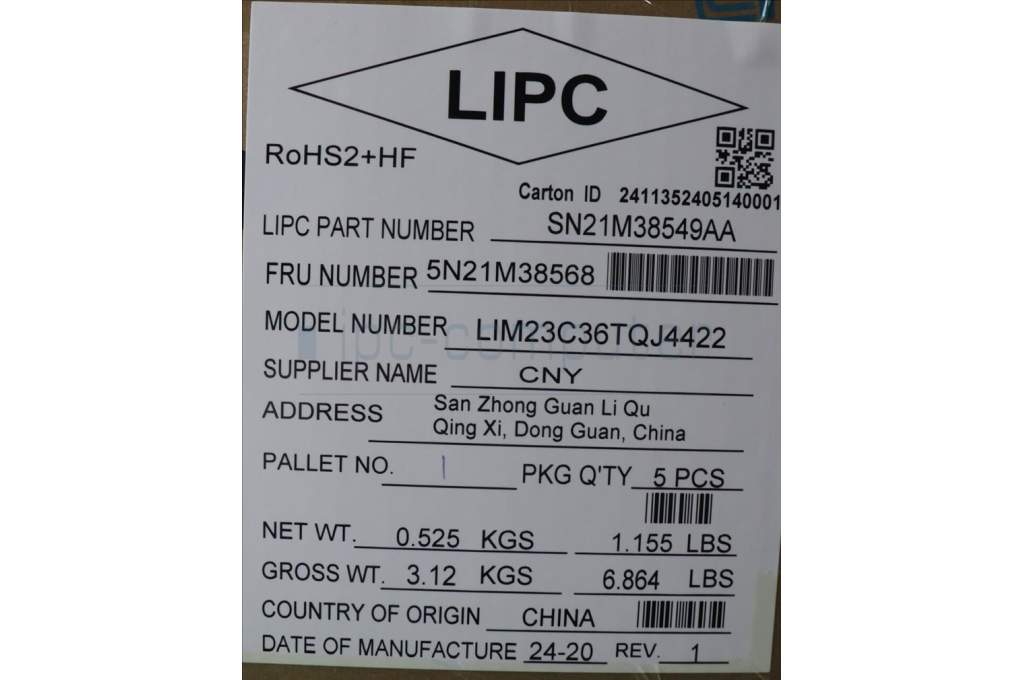 LIPC
RoHS2+HF
Carton ID 2411352405140001
LIPC PART NUMBER SN21M38549AA
FRU NUMBER 5N21M38568
MODEL NUMBER LIM23C36TQJ4422
ipc-computer
SUPPLIER NAME CNY
ADDRESS San Zhong Guan Li Qu
Qing Xi, Dong Guan, China
PALLET NO. 1 PKG Q'TY 5 PCS
NET WT. 0.525 KGS 1.155 LBS
GROSS WT. 3.12 KGS 6.864 LBS
COUNTRY OF ORIGIN CHINA
DATE OF MANUFACTURE 24-20 REV. 1